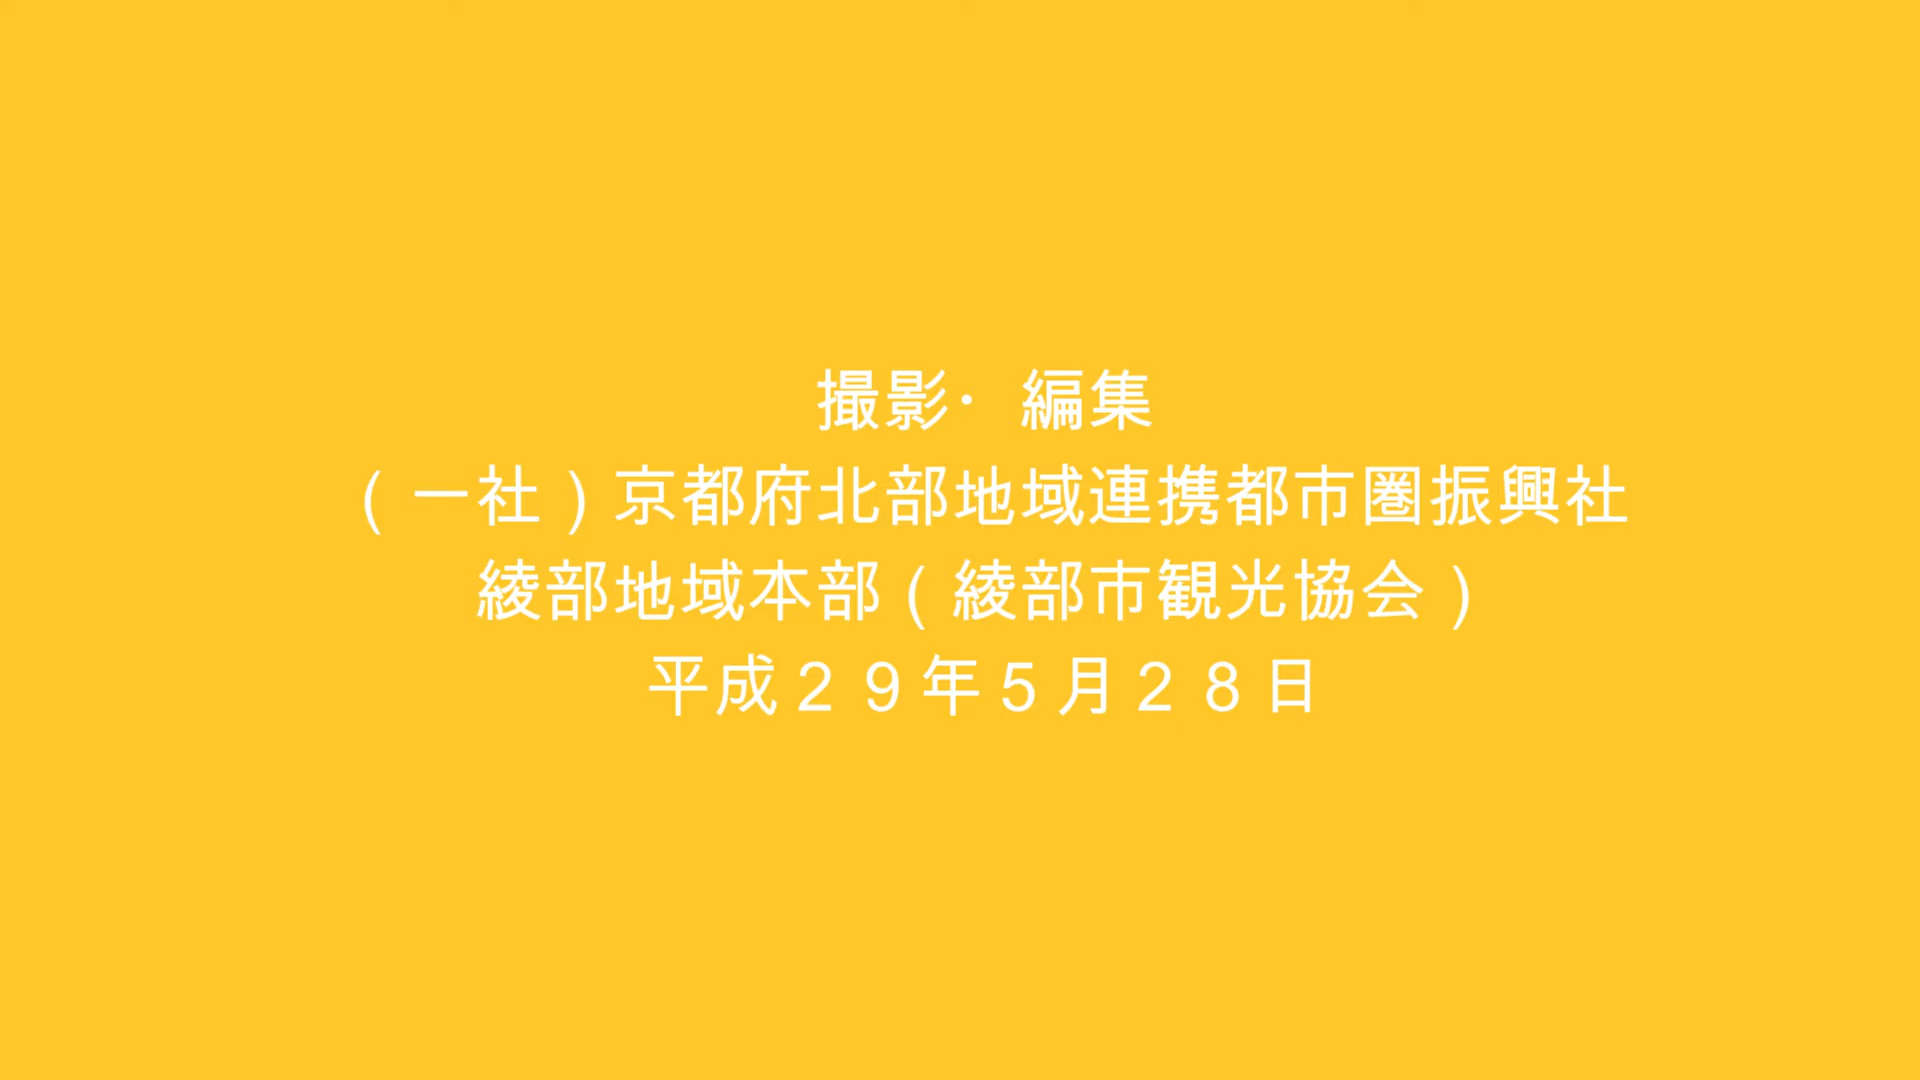 撮影・編集
（一社）京都府北部地域連携都市圏振興社
綾部地域本部（綾部市観光協会）
平成２９年５月２８日